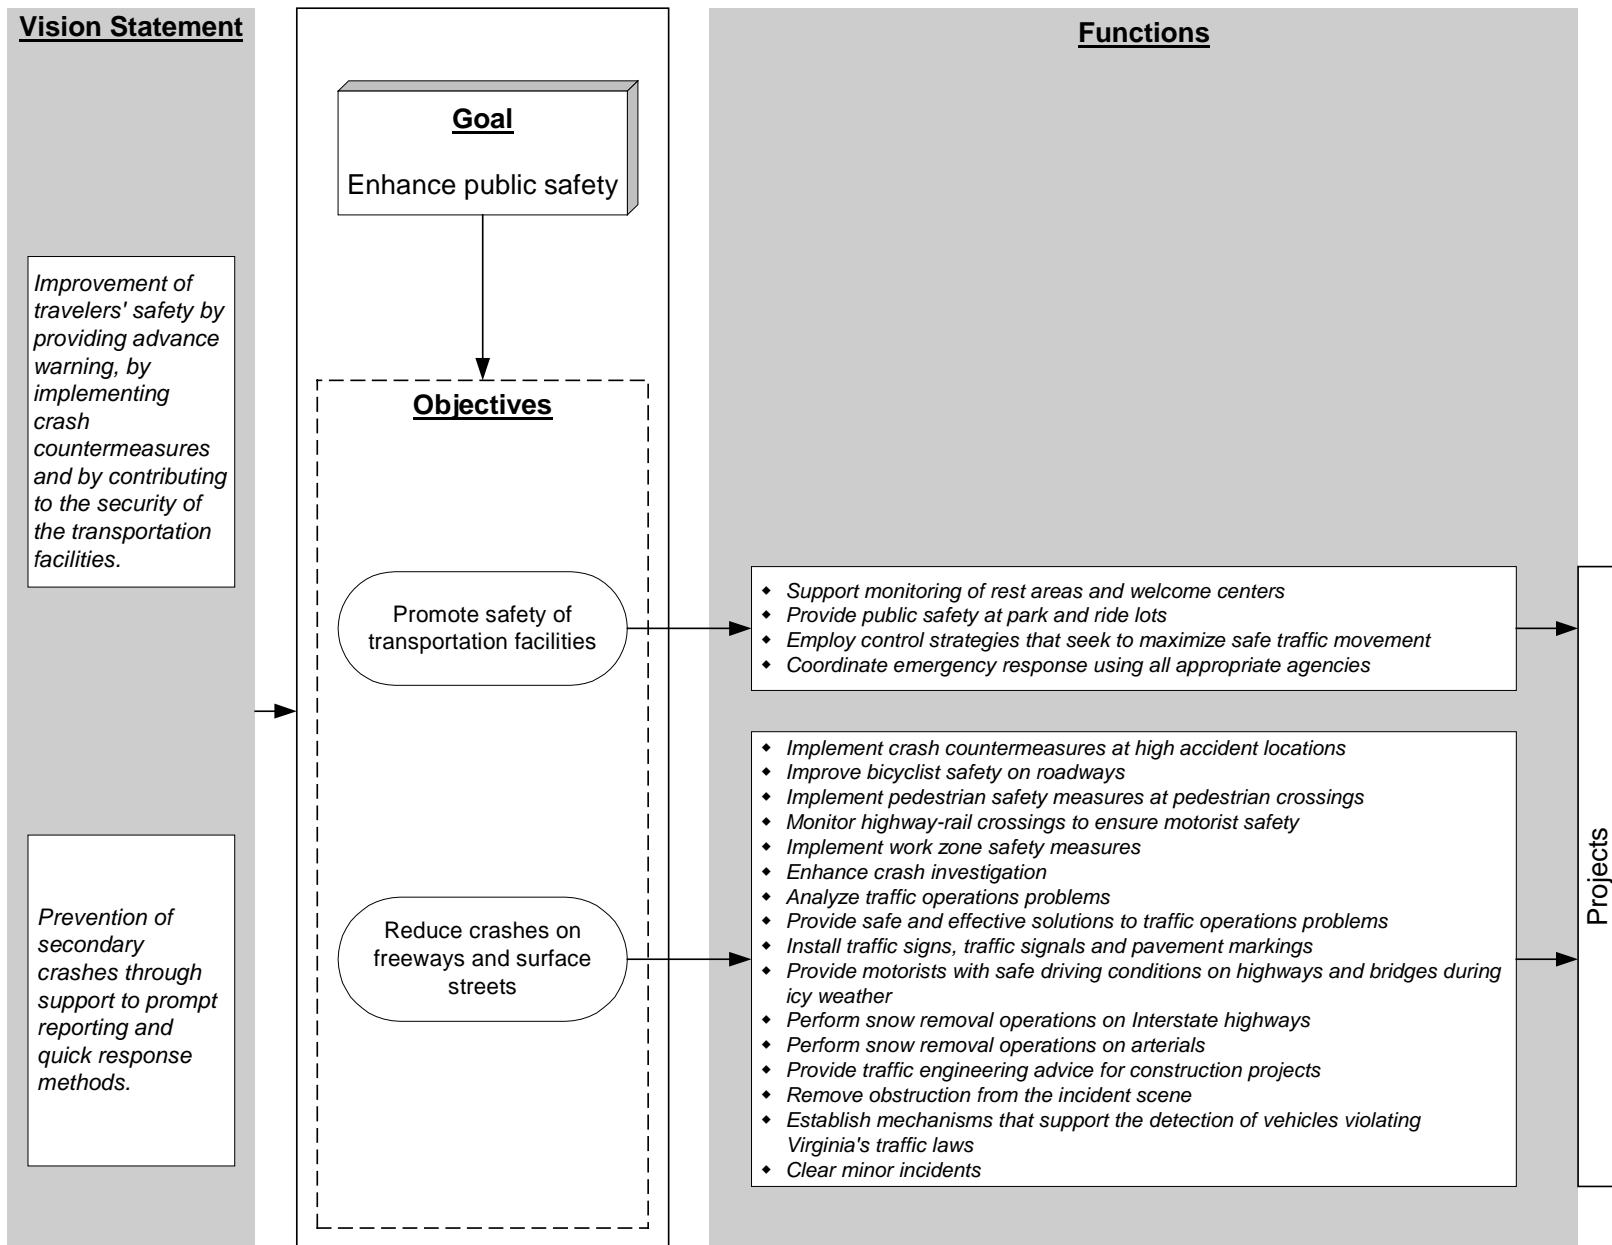 Vision Statement
Improvement of
travelers' safety by
providing advance
warning, by
implementing
crash
countermeasures
and by contributing
to the security of
the transportation
facilities.
Prevention of
secondary
crashes through
support to prompt
reporting and
quick response
methods.
Goal
Enhance public safety
Objectives
Promote safety of
transportation facilities
Reduce crashes on
freeways and surface
streets
Functions
◆ Support monitoring of rest areas and welcome centers
◆ Provide public safety at park and ride lots
◆ Employ control strategies that seek to maximize safe traffic movement
◆ Coordinate emergency response using all appropriate agencies
◆ Implement crash countermeasures at high accident locations
◆ Improve bicyclist safety on roadways
◆ Implement pedestrian safety measures at pedestrian crossings
◆ Monitor highway-rail crossings to ensure motorist safety
◆ Implement work zone safety measures
◆ Enhance crash investigation
◆ Analyze traffic operations problems
◆ Provide safe and effective solutions to traffic operations problems
◆ Install traffic signs, traffic signals and pavement markings
◆ Provide motorists with safe driving conditions on highways and bridges during
icy weather
◆ Perform snow removal operations on Interstate highways
◆ Perform snow removal operations on arterials
◆ Provide traffic engineering advice for construction projects
◆ Remove obstruction from the incident scene
◆ Establish mechanisms that support the detection of vehicles violating
Virginia's traffic laws
◆ Clear minor incidents
Projects